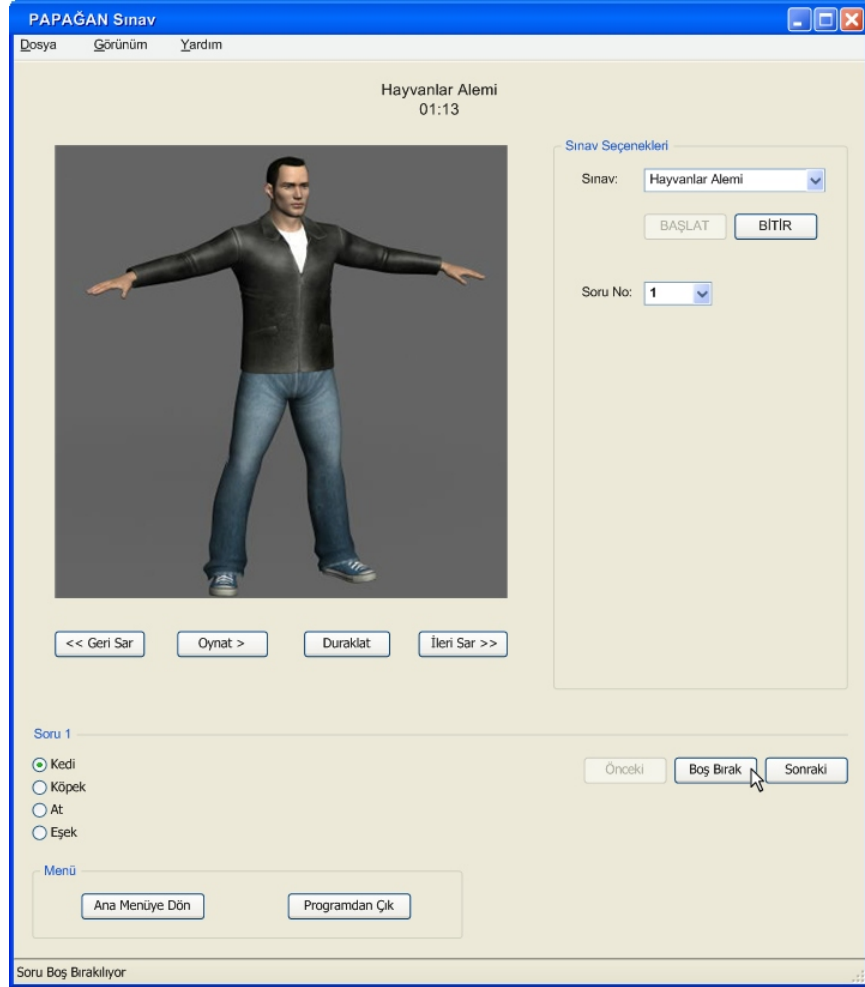 PAPAĞAN Sınav
Dosya Görünüm Yardım
Hayvanlar Alemi
01:13
Sınav Seçenekleri
Sınav: Hayvanlar Alemi
BAŞLAT BİTİR
Soru No: 1
<< Geri Sar Oynat > Duraklat İleri Sar >>
Soru 1
Kedi
Köpek
At
Eşek
Önceki Boş Bırak Sonraki
Menü
Ana Menüye Dön Programdan Çık
Soru Boş Bırakılıyor